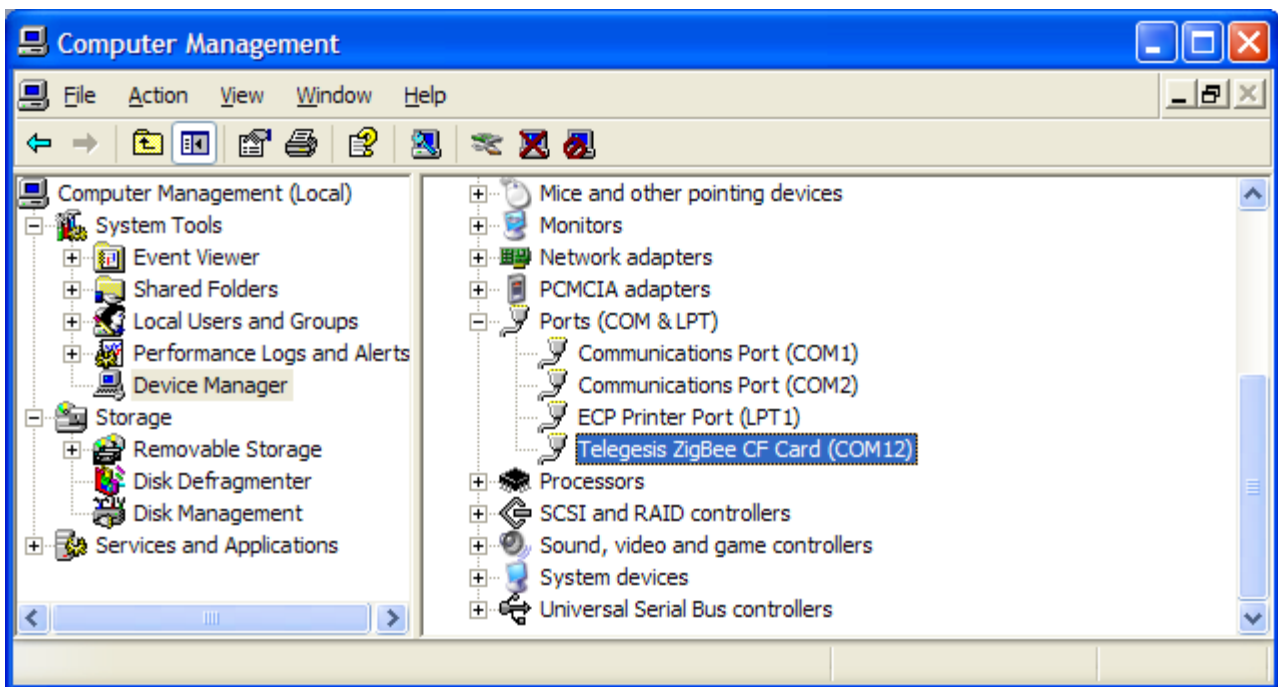 Computer Management
File Action View Window Help
Computer Management (Local)
System Tools
Event Viewer
Shared Folders
Local Users and Groups
Performance Logs and Alerts
Device Manager
Storage
Removable Storage
Disk Defragmenter
Disk Management
Services and Applications
Mice and other pointing devices
Monitors
Network adapters
PCMCIA adapters
Ports (COM & LPT)
Communications Port (COM1)
Communications Port (COM2)
ECP Printer Port (LPT1)
Telegesis ZigBee CF Card (COM12)
Processors
SCSI and RAID controllers
Sound, video and game controllers
System devices
Universal Serial Bus controllers